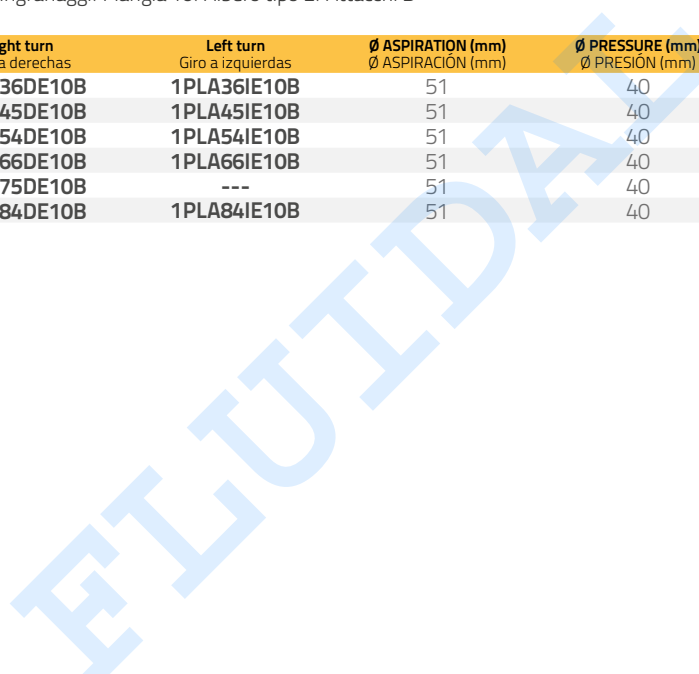 Ø ASPIRATION (mm) Ø PRESSURE (mm)
ght turn Left turn
a derechas Giro a izquierdas Ø ASPIRACIÓN (mm) Ø PRESIÓN (mm)
36DE10B 1PLA36IE10B 51 40
45DE10B 1PLA45IE10B 51 40
54DE10B 1PLA54IE10B 51 40
66DE10B 1PLA66IE10B 51 40
75DE10B --- 51 40
84DE10B 1PLA84IE10B 51 40
FLUIDAL